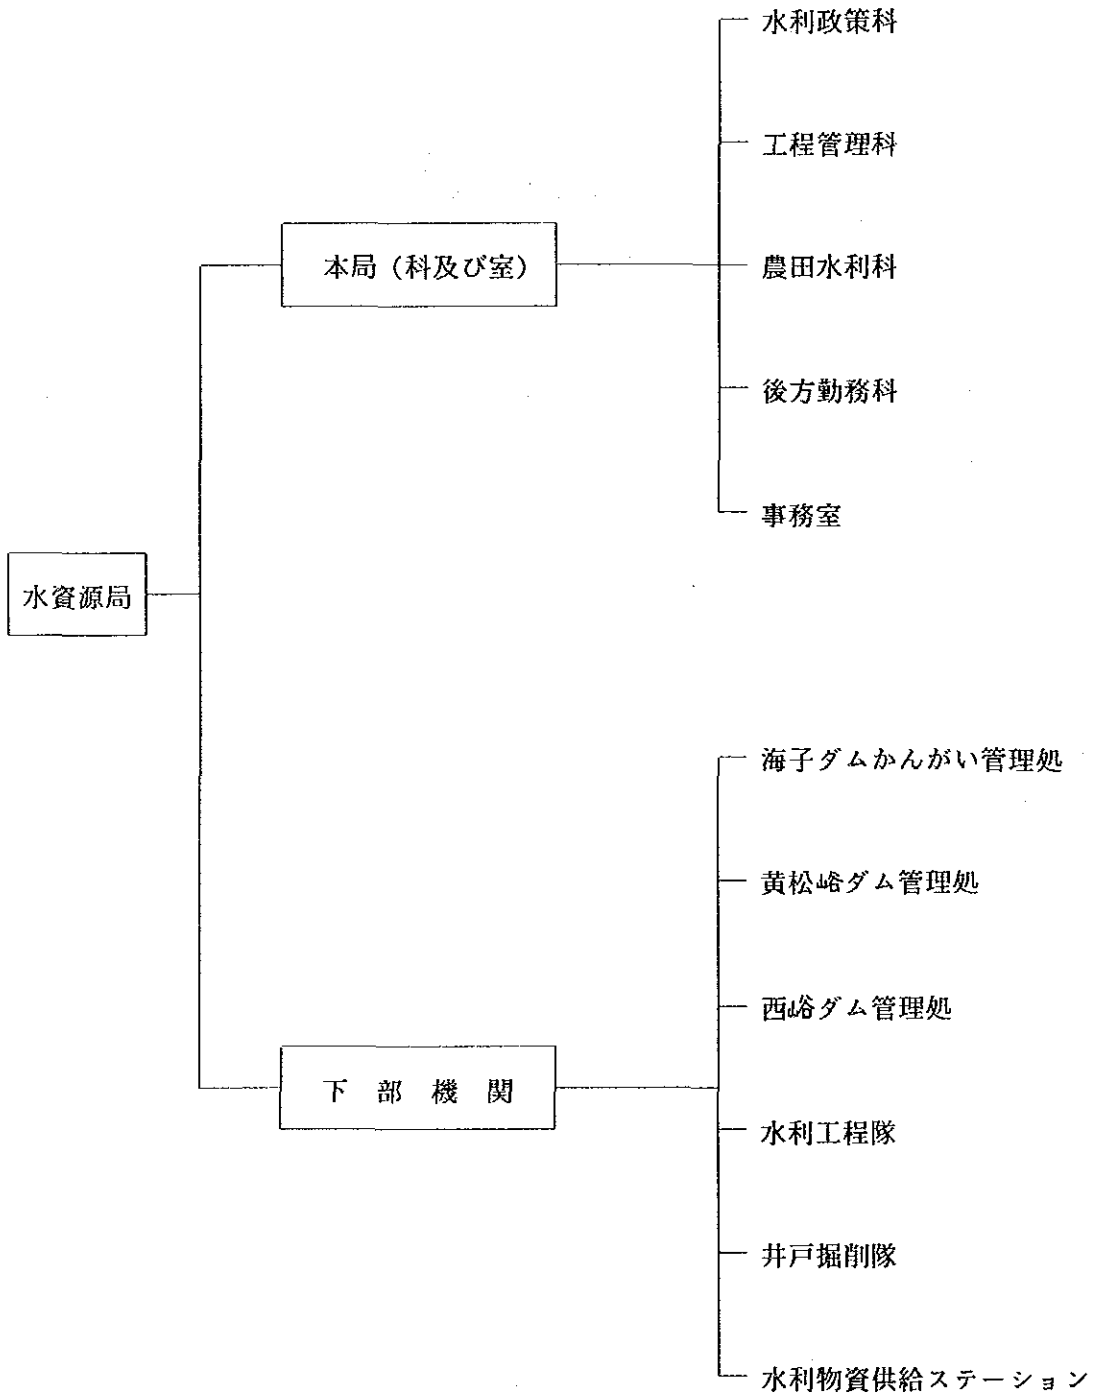 水資源局
本局（科及び室）
水利政策科
工程管理科
農田水利科
後方勤務科
事務室
下部機関
海子ダムかんがい管理処
黄松峪ダム管理処
西峪ダム管理処
水利工程隊
井戸掘削隊
水利物資供給ステーション